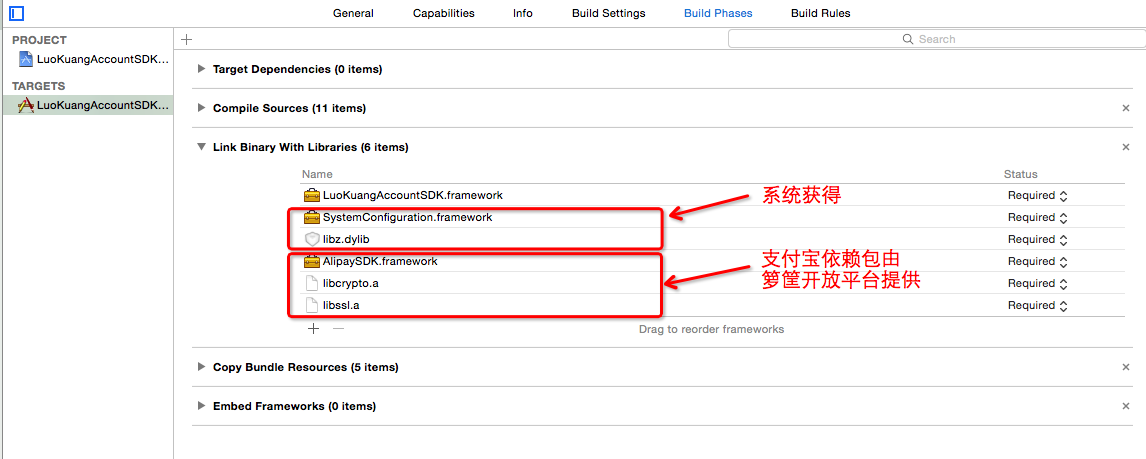 General Capabilities Info Build Settings Build Phases Build Rules
PROJECT
LuoKuangAccountSDK...
TARGETS
LuoKuangAccountSDK...
Search
Target Dependencies (0 items)
Compile Sources (11 items)
Link Binary With Libraries (6 items)
Name Status
LuoKuangAccountSDK.framework Required
SystemConfiguration.framework Required
libz.dylib Required
AlipaySDK.framework Required
libcrypto.a Required
libssl.a Required
系统获得
支付宝依赖包由
箩筐开放平台提供
Drag to reorder frameworks
Copy Bundle Resources (5 items)
Embed Frameworks (0 items)